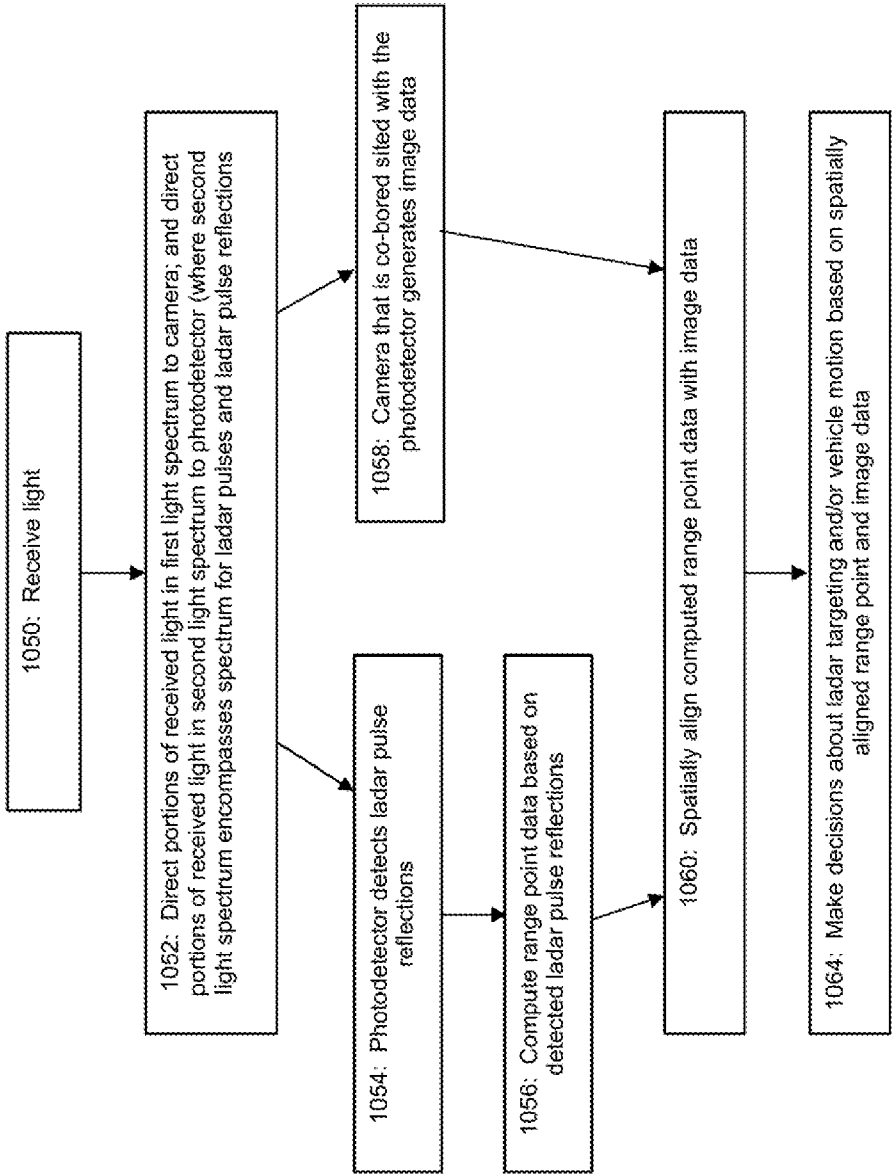 1050: Receive light
1052: Direct portions of received light in first light spectrum to camera; and direct
portions of received light in second light spectrum to photodetector (where second
light spectrum encompasses spectrum for ladar pulses and ladar pulse reflections
1054: Photodetector detects ladar pulse
reflections
1056: Compute range point data based on
detected ladar pulse reflections
1058: Camera that is co-bored sited with the
photodetector generates image data
1060: Spatially align computed range point data with image data
1064: Make decisions about ladar targeting and/or vehicle motion based on spatially
aligned range point and image data